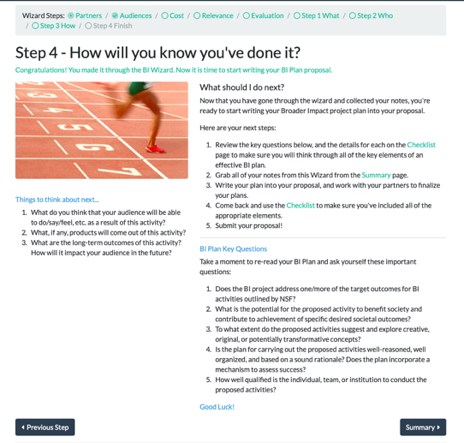 Wizard Steps: Partners / Audiences / Cost / Relevance / Evaluation / Step 1 What / Step 2 Who
/ Step 3 How / Step 4 Finish
Step 4 - How will you know you've done it?
Congratulations! You made it through the BI Wizard. Now it is time to start writing your BI Plan proposal.
Things to think about next...
1. What do you think that your audience will be able
to do/say/feel, etc. as a result of this activity?
2. What, if any, products will come out of this activity?
3. What are the long-term outcomes of this activity?
How will it impact your audience in the future?
What should I do next?
Now that you have gone through the wizard and collected your notes, you're
ready to start writing your Broader Impact project plan into your proposal.
Here are your next steps:
1. Review the key questions below, and the details for each on the Checklist
page to make sure you will think through all of the key elements of an
effective BI plan.
2. Grab all of your notes from this Wizard from the Summary page.
3. Write your plan into your proposal, and work with your partners to finalize
your plans.
4. Come back and use the Checklist to make sure you've included all of the
appropriate elements.
5. Submit your proposal!
BI Plan Key Questions
Take a moment to re-read your BI Plan and ask yourself these important
questions:
1. Does the BI project address one/more of the target outcomes for BI
activities outlined by NSF?
2. What is the potential for the proposed activity to benefit society and
contribute to achievement of specific desired societal outcomes?
3. To what extent do the proposed activities suggest and explore creative,
original, or potentially transformative concepts?
4. Is the plan for carrying out the proposed activities well-reasoned, well
organized, and based on a sound rationale? Does the plan incorporate a
mechanism to assess success?
5. How well qualified is the individual, team, or institution to conduct the
proposed activities?
Good Luck!
Previous Step
Summary